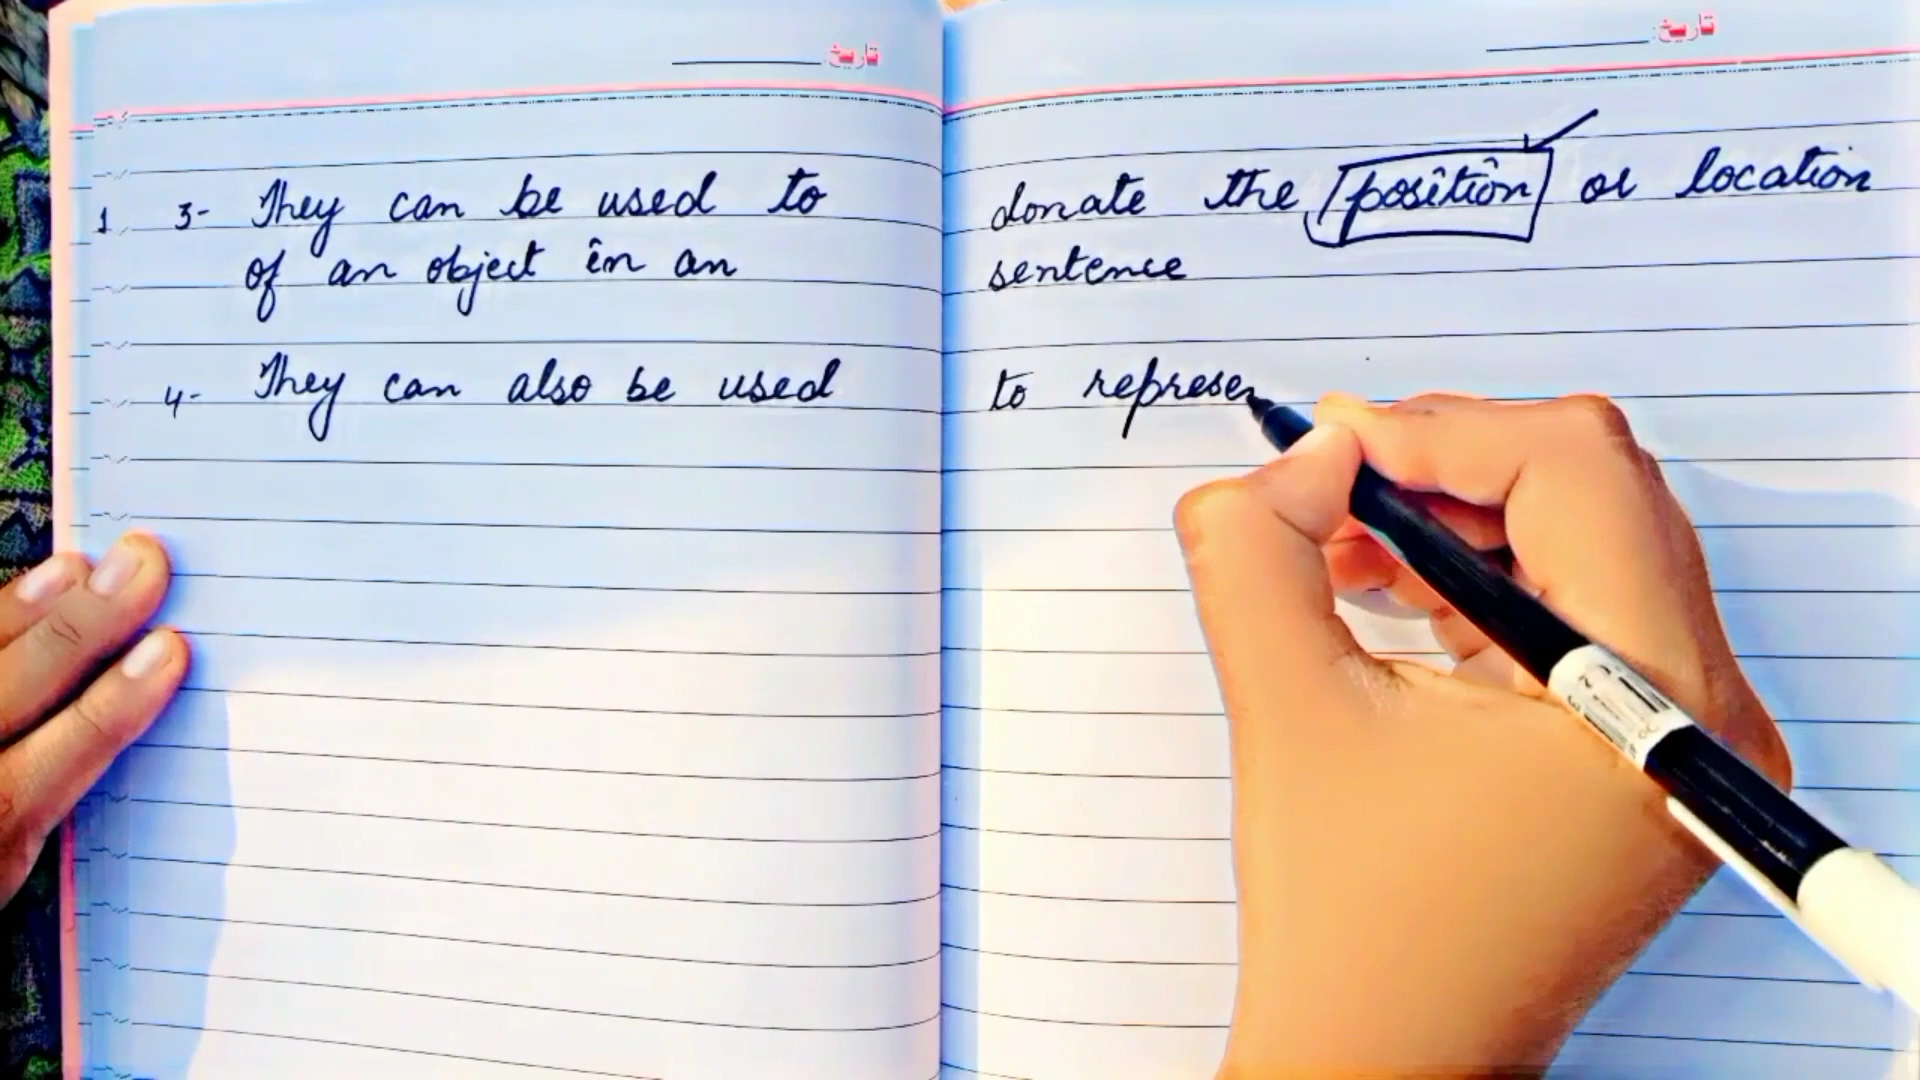 تاریخ:
تاریخ:
1 3- They can be used to donate the position or location
of an object in an sentence
4- They can also be used to represen